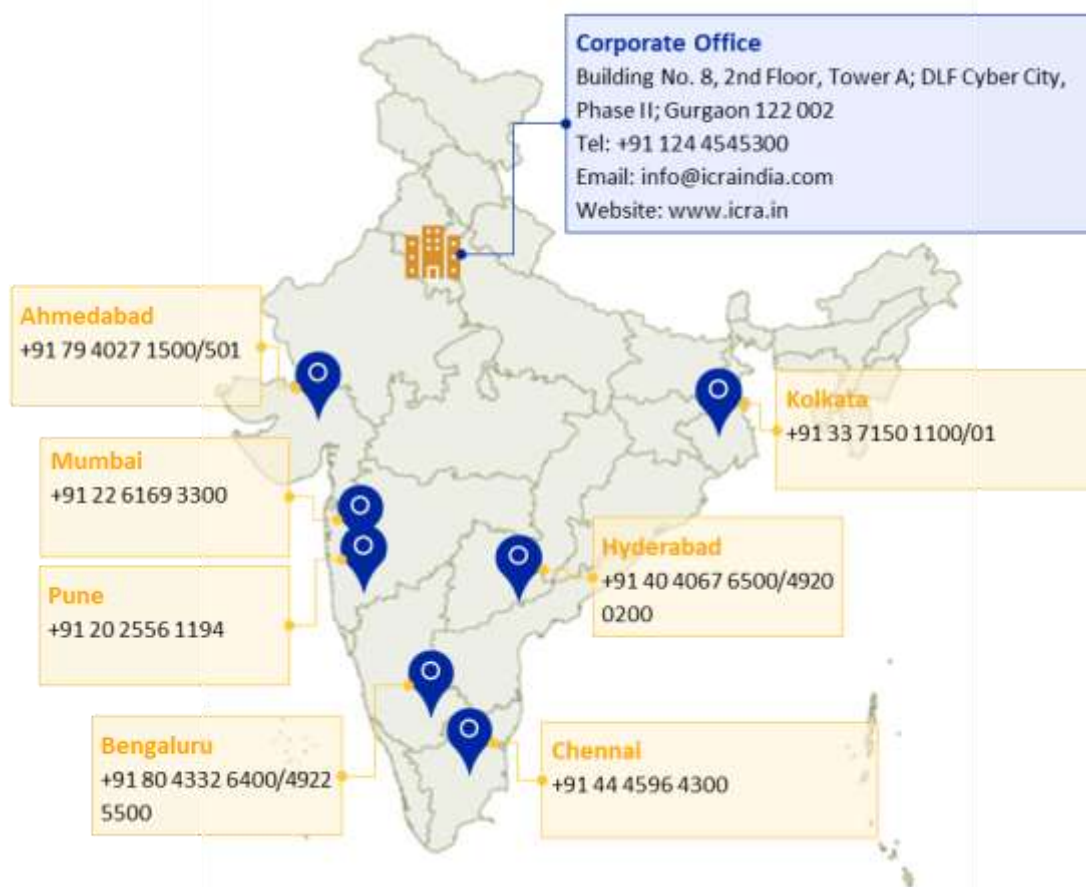 Corporate Office
Building No. 8, 2nd Floor, Tower A; DLF Cyber City,
Phase II; Gurgaon 122 002
Tel: +91 124 4545300
Email: info@icraindia.com
Website: www.icra.in
Ahmedabad
+91 79 4027 1500/501
Kolkata
+91 33 7150 1100/01
Mumbai
+91 22 6169 3300
Hyderabad
+91 40 4067 6500/4920
0200
Pune
+91 20 2556 1194
Bengaluru
+91 80 4332 6400/4922
5500
Chennai
+91 44 4596 4300